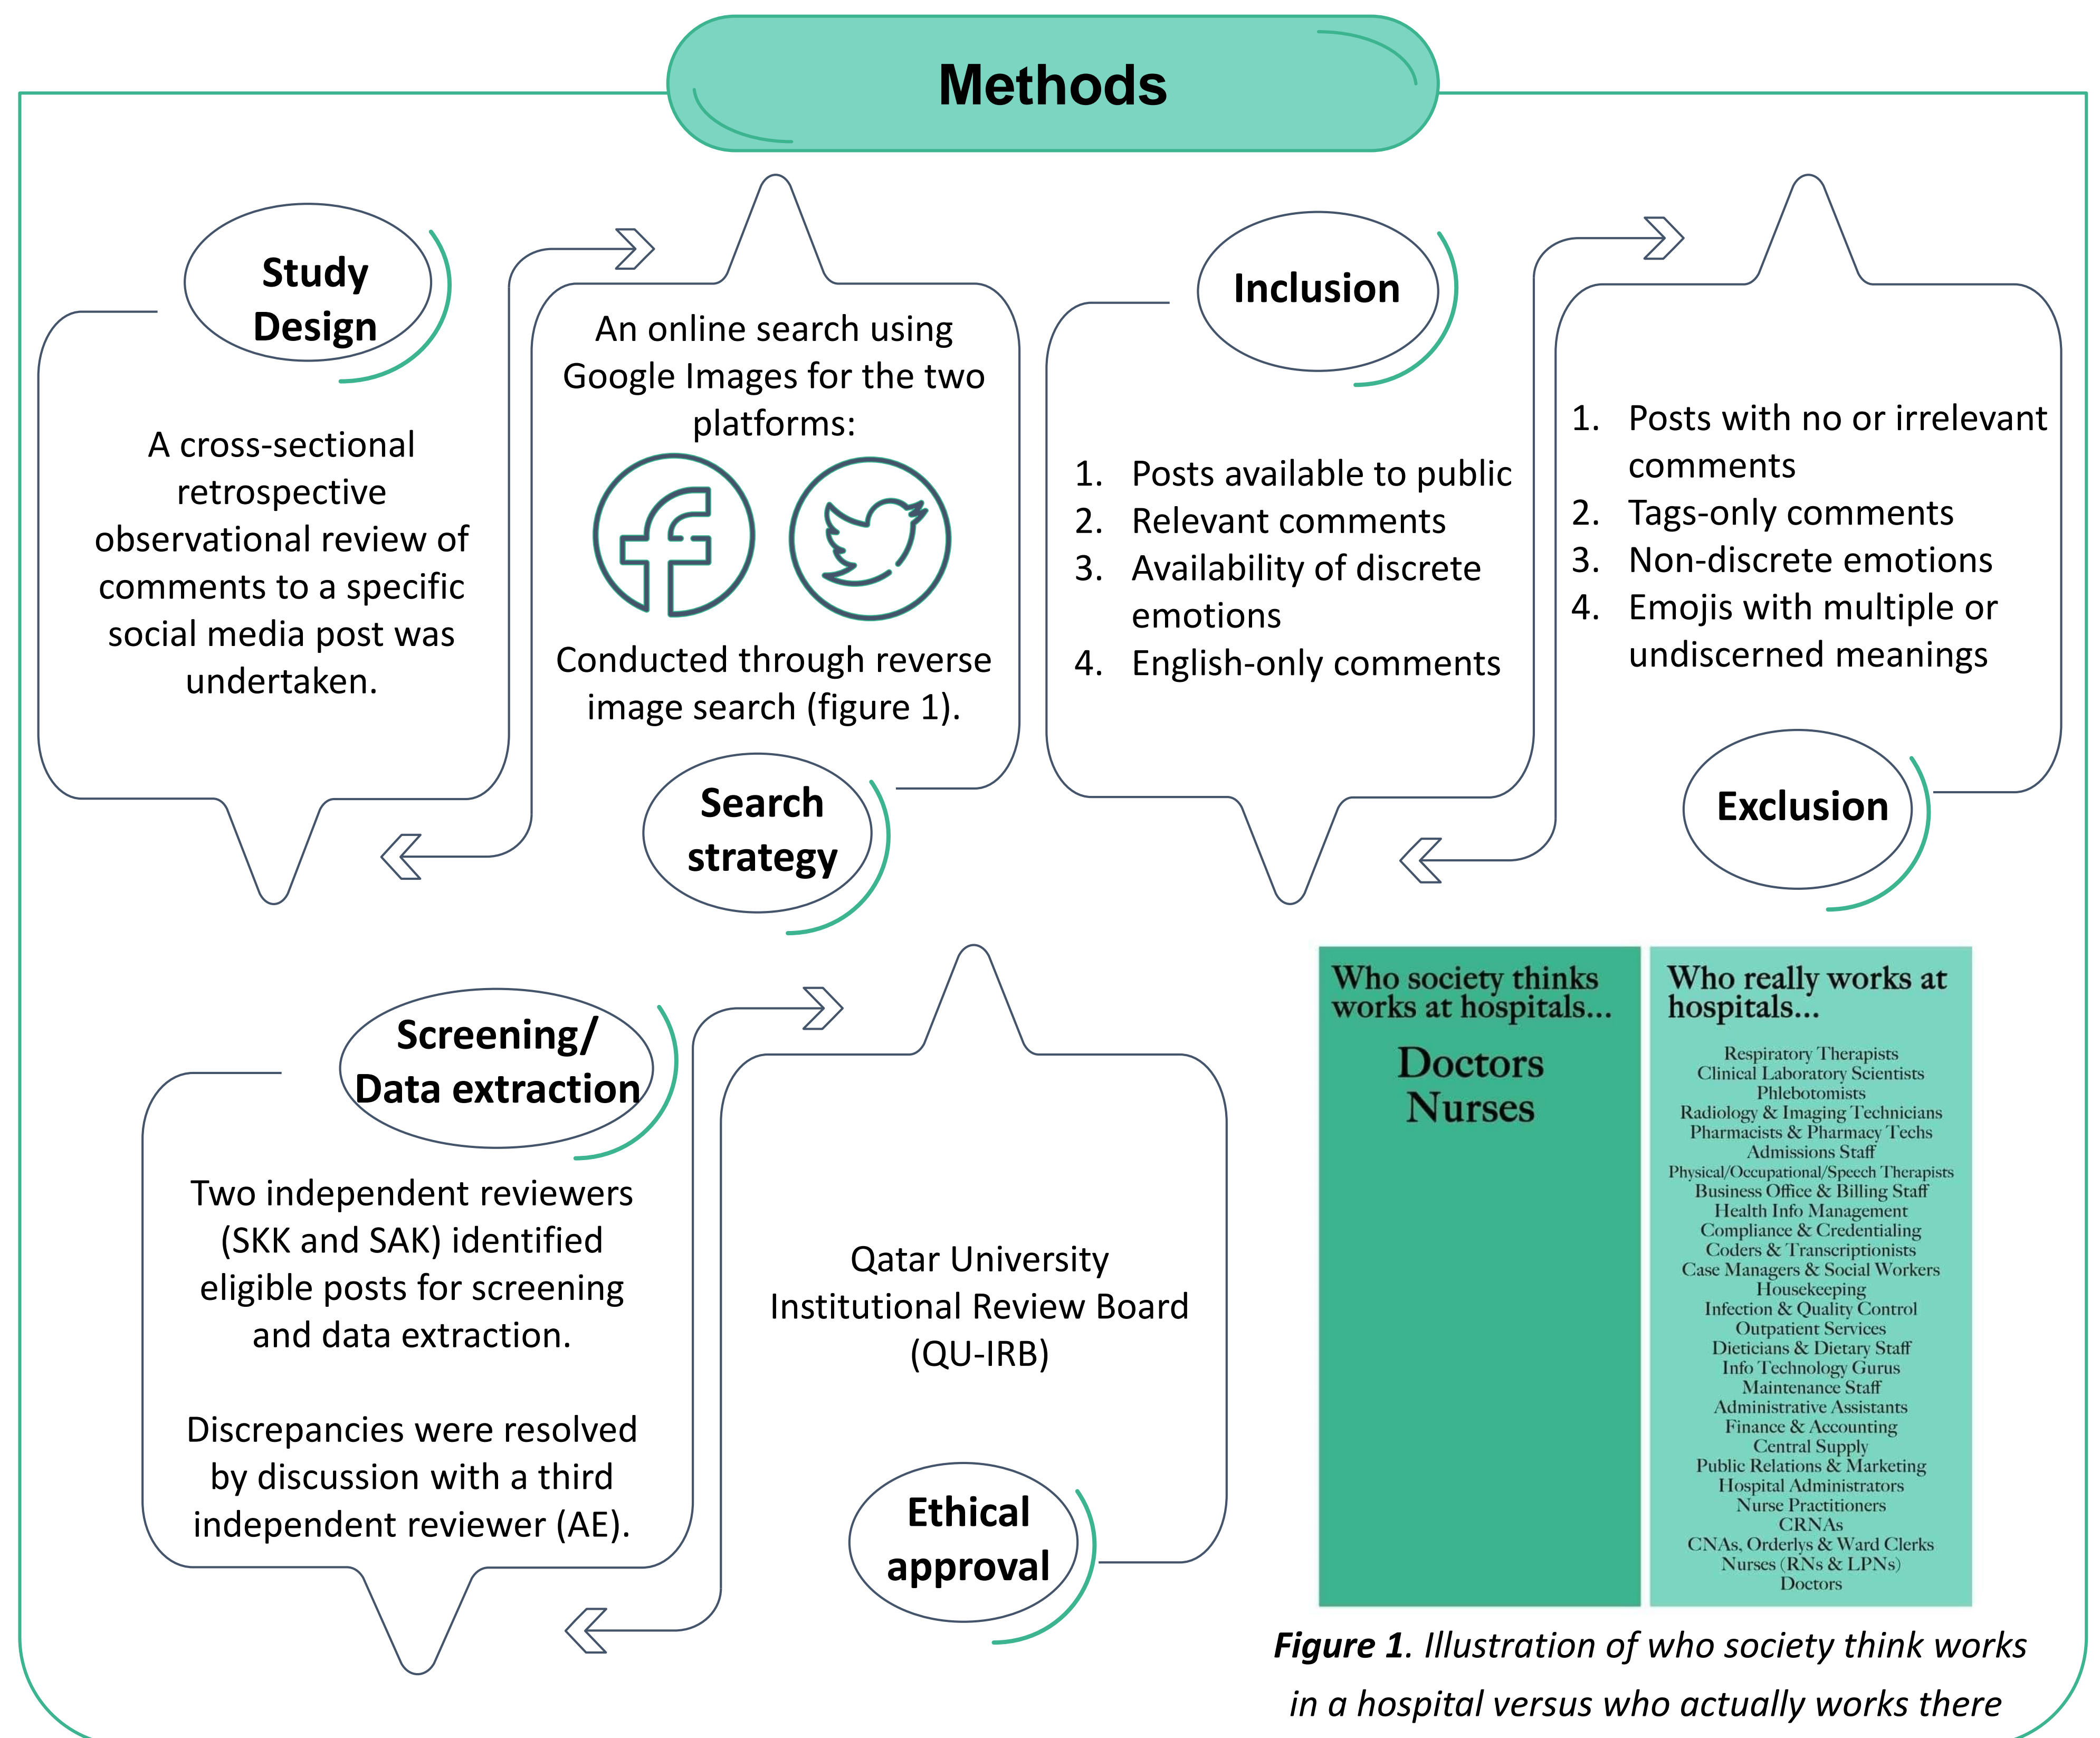 Methods
Study
Design
A cross-sectional
retrospective
observational review of
comments to a specific
social media post was
undertaken.
An online search using
Google Images for the two
platforms:
Conducted through reverse
image search (figure 1).
Search
strategy
Inclusion
1. Posts available to public
2. Relevant comments
3. Availability of discrete
emotions
4. English-only comments
1. Posts with no or irrelevant
comments
2. Tags-only comments
3. Non-discrete emotions
4. Emojis with multiple or
undiscerned meanings
Exclusion
Screening/
Data extraction
Two independent reviewers
(SKK and SAK) identified
eligible posts for screening
and data extraction.
Discrepancies were resolved
by discussion with a third
independent reviewer (AE).
Qatar University
Institutional Review Board
(QU-IRB)
Ethical
approval
Who society thinks
works at hospitals...
Doctors
Nurses
Who really works at
hospitals...
Respiratory Therapists
Clinical Laboratory Scientists
Phlebotomists
Radiology & Imaging Technicians
Pharmacists & Pharmacy Techs
Admissions Staff
Physical/Occupational/Speech Therapists
Business Office & Billing Staff
Health Info Management
Compliance & Credentialing
Coders & Transcriptionists
Case Managers & Social Workers
Housekeeping
Infection & Quality Control
Outpatient Services
Dieticians & Dietary Staff
Info Technology Gurus
Maintenance Staff
Administrative Assistants
Finance & Accounting
Central Supply
Public Relations & Marketing
Hospital Administrators
Nurse Practitioners
CRNAs
CNAs, Orderlys & Ward Clerks
Nurses (RNs & LPNs)
Doctors
Figure 1. Illustration of who society think works
in a hospital versus who actually works there